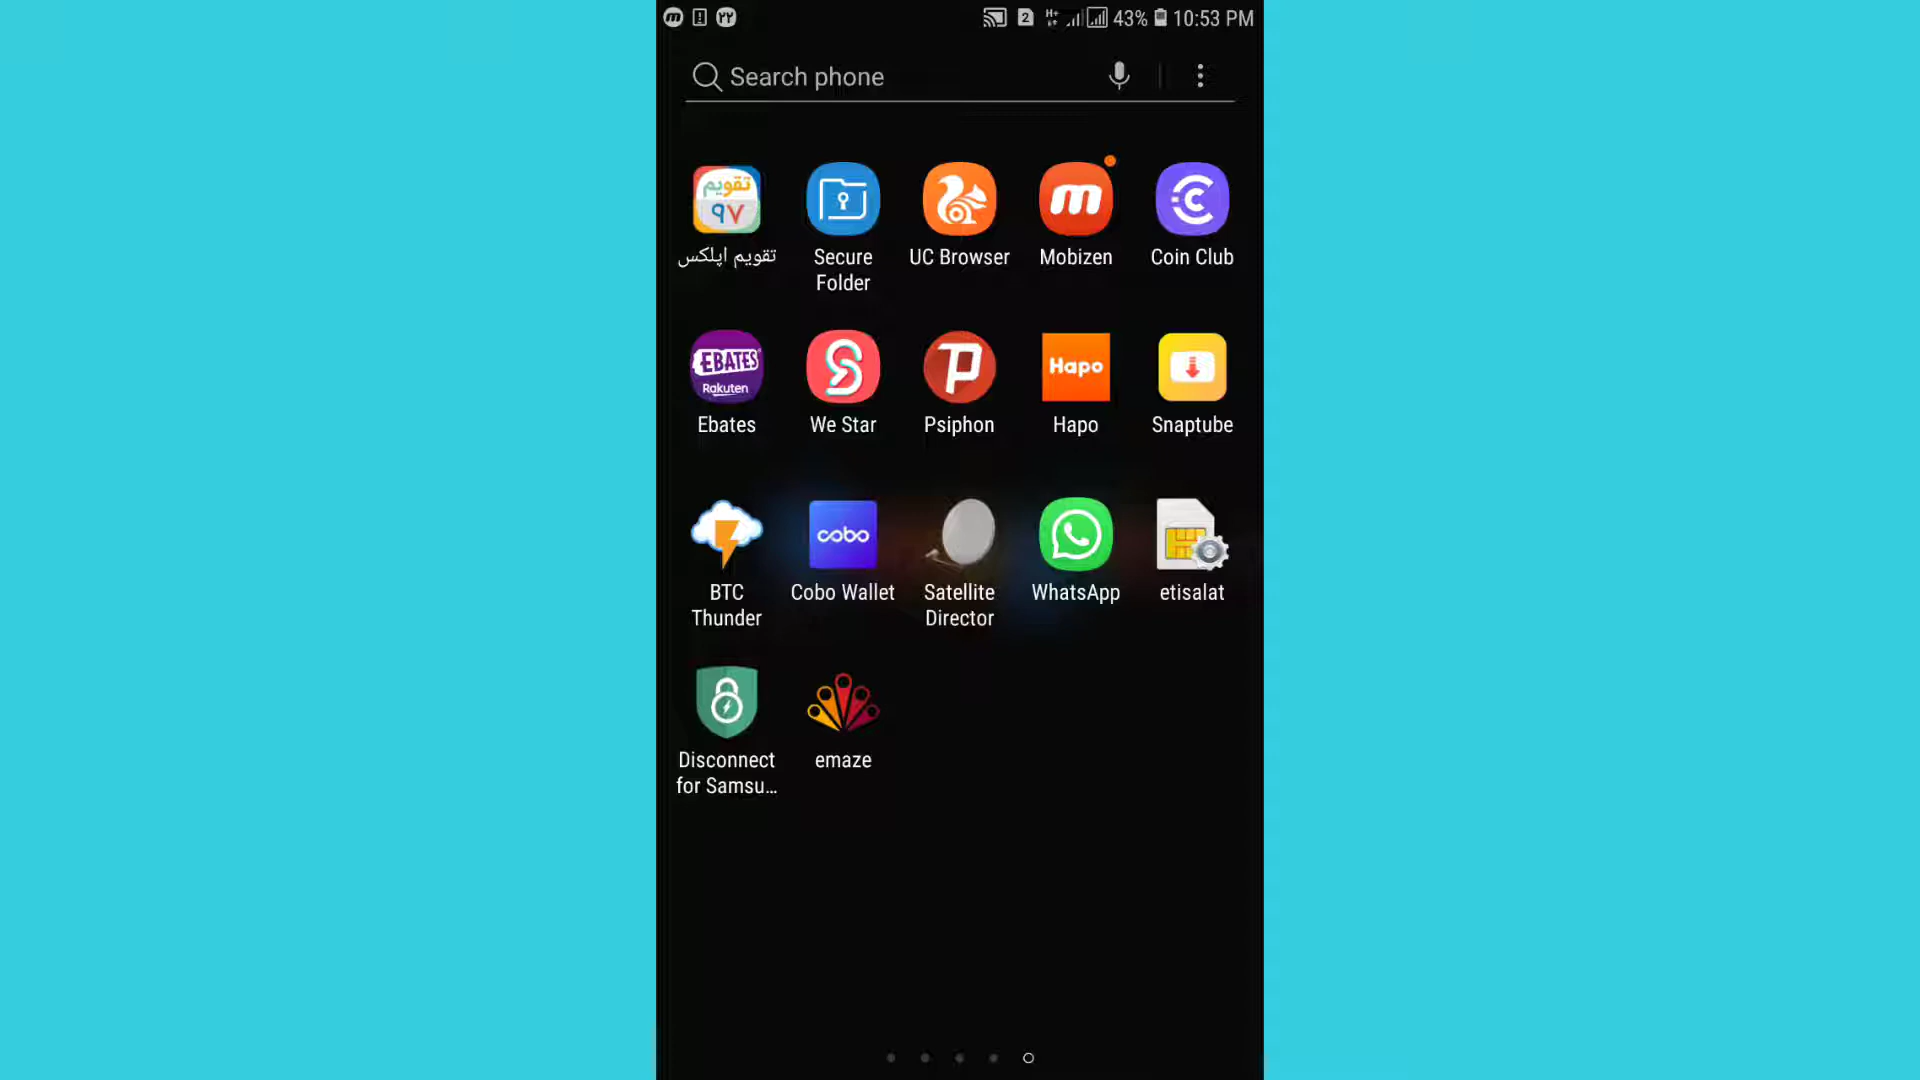 m ۲۲ 2 H+ 43% 10:53 PM
Search phone
تقویم
۹۷
m
تقویم اپلکس
Secure
Folder
UC Browser
Mobizen
Coin Club
EBATES
Rakuten
Hapo
Ebates
We Star
Psiphon
Hapo
Snaptube
cobo
BTC
Thunder
Cobo Wallet
Satellite
Director
WhatsApp
etisalat
Disconnect
for Samsu...
emaze